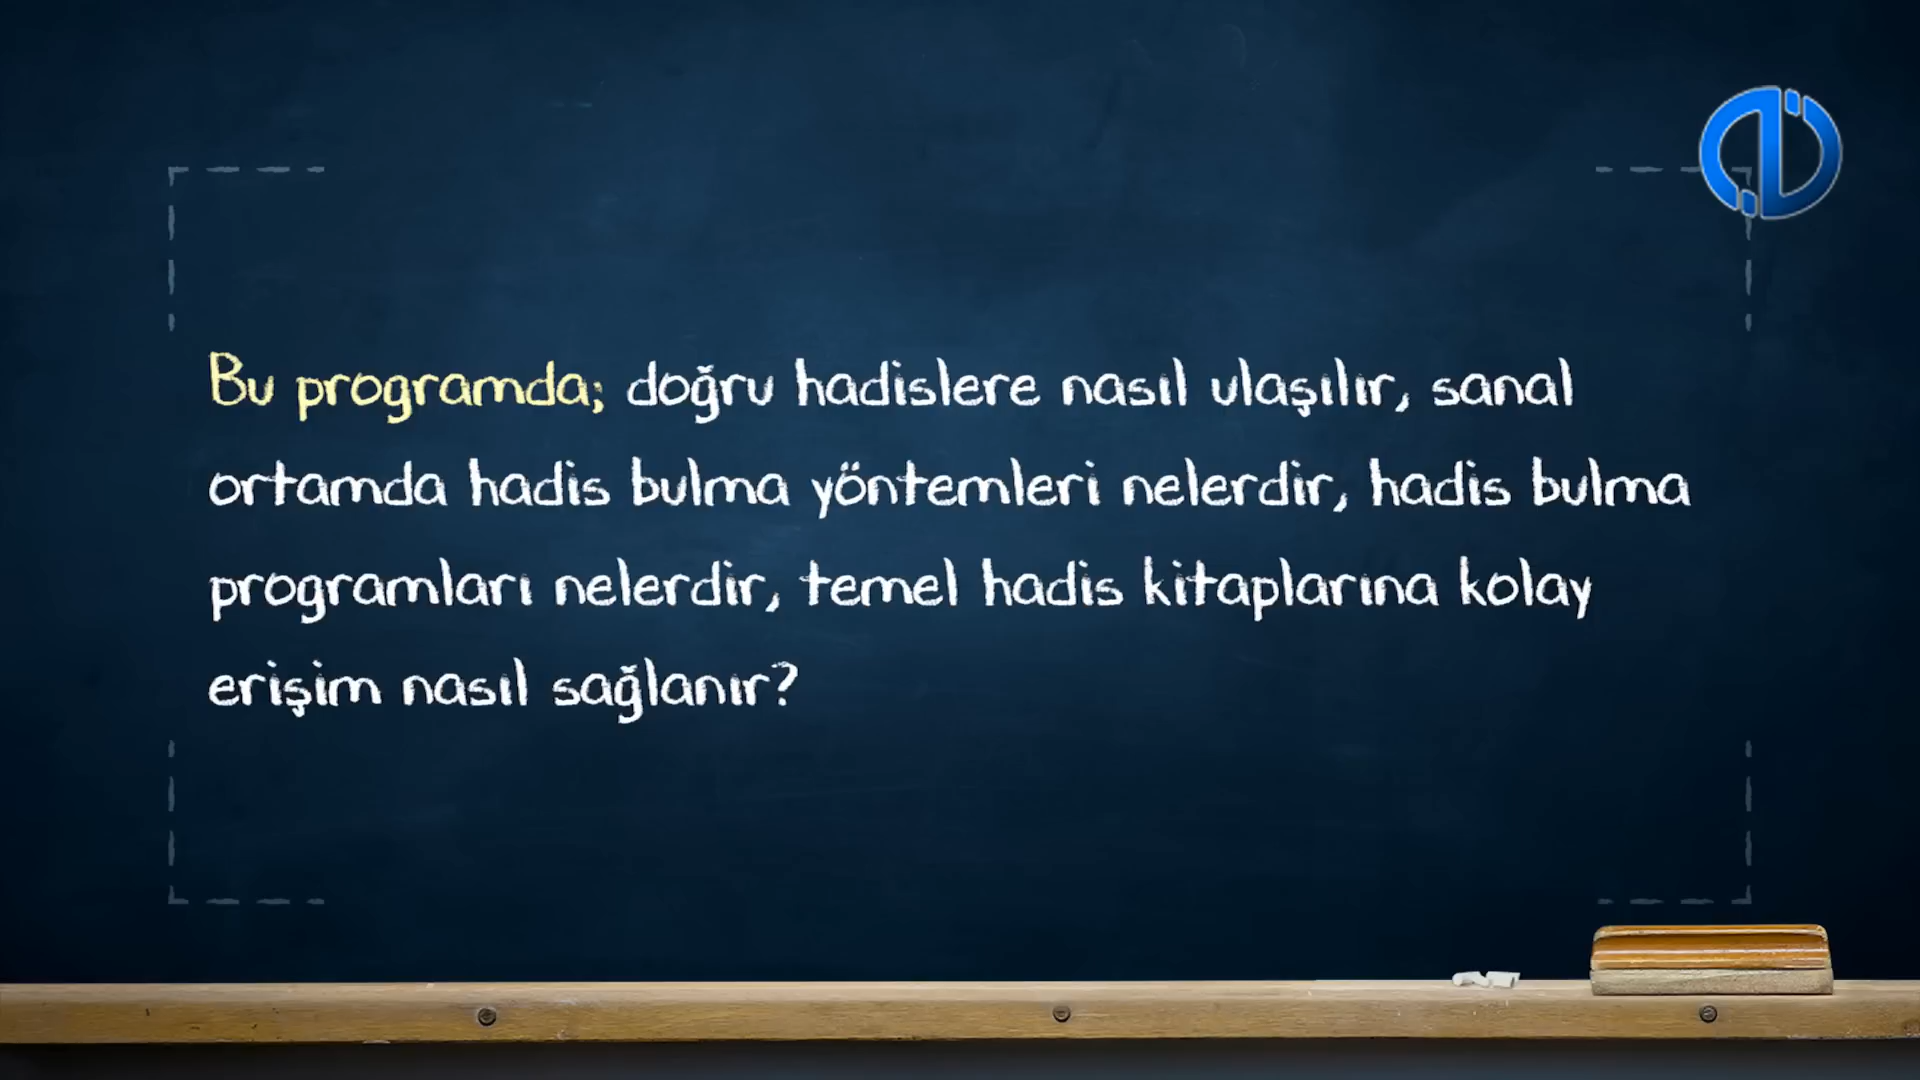 Bu programda; doğru hadislere nasıl ulaşılır, sanal
ortamda hadis bulma yöntemleri nelerdir, hadis bulma
programları nelerdir, temel hadis kitaplarına kolay
erişim nasıl sağlanır?